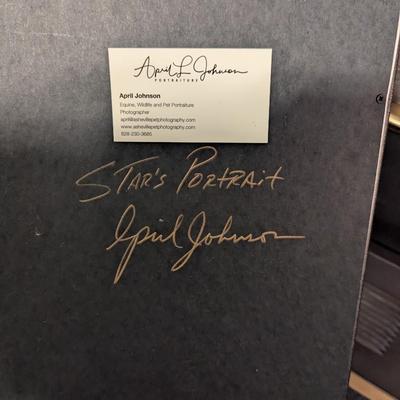 April L Johnson
PORTRAITURE
April Johnson
Equine, Wildlife and Pet Portraiture
Photographer
april@ashevillepetphotography.com
www.ashevillepetphotography.com
828-230-3685
STAR'S PORTRAIT
April Johnson